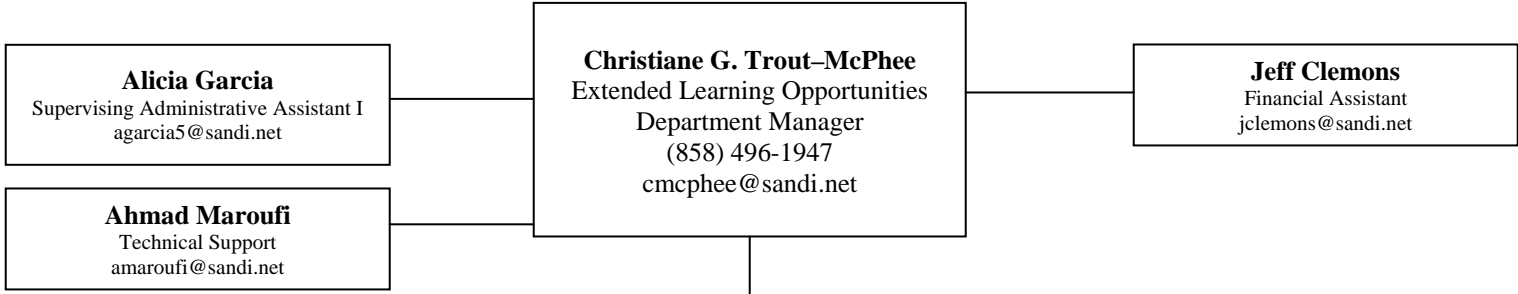 Alicia Garcia
Supervising Administrative Assistant I
agarcia5@sandi.net
Ahmad Maroufi
Technical Support
amaroufi@sandi.net
Christiane G. Trout–McPhee
Extended Learning Opportunities
Department Manager
(858) 496-1947
cmcphee@sandi.net
Jeff Clemons
Financial Assistant
jclemons@sandi.net